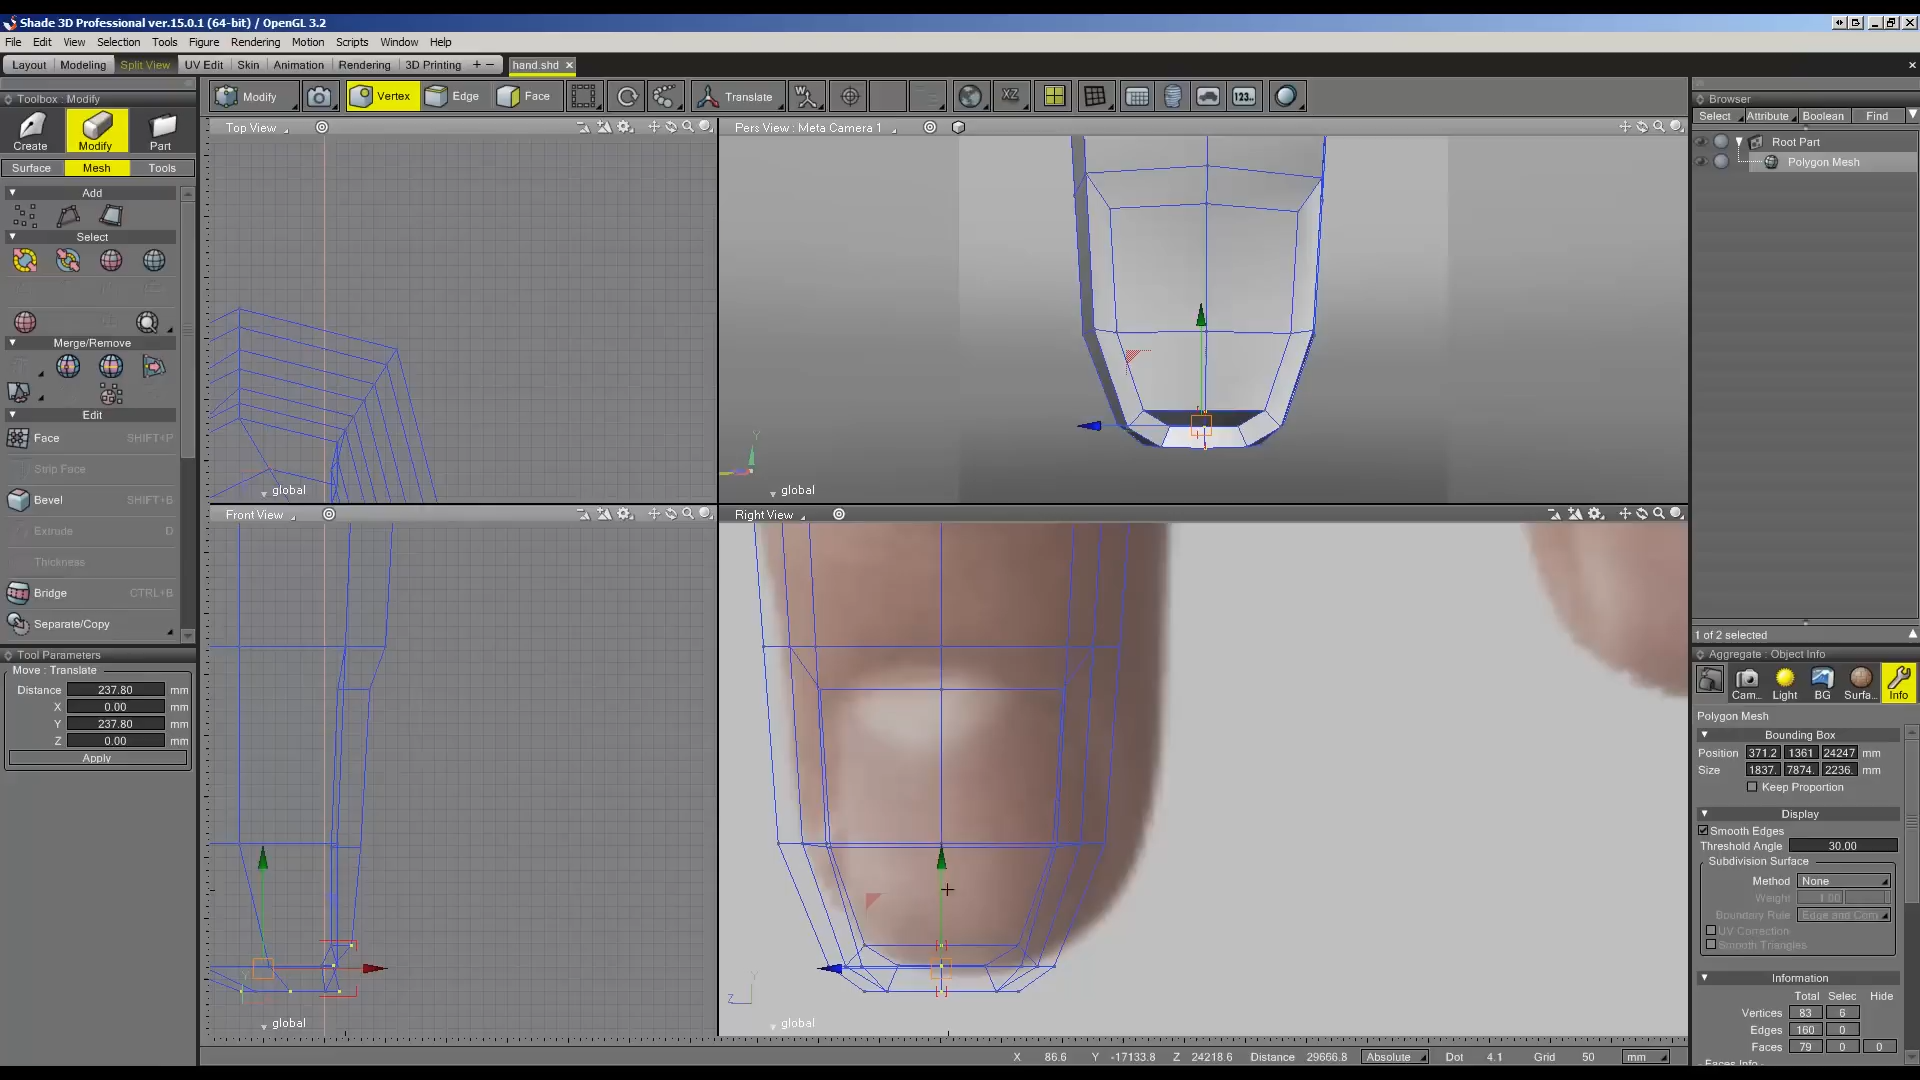 Shade 3D Professional ver.15.0.1 (64-bit) / OpenGL 3.2
File Edit View Selection Tools Figure Rendering Motion Scripts Window Help
Layout Modeling Split View UV Edit Skin Animation Rendering 3D Printing + − hand.shd
Toolbox: Modify
Create Modify Part
Surface Mesh Tools
Add
Select
Merge/Remove
Edit
Face SHIFT+P
Strip Face
Bevel SHIFT+B
Extrude D
Thickness
Bridge CTRL+B
Separate/Copy
Tool Parameters
Move : Translate
Distance 237.80 mm
X 0.00 mm
Y 237.80 mm
Z 0.00 mm
Apply
Modify Vertex Edge Face Translate W XZ 123..
Top View
global
Pers View : Meta Camera 1
Y
global
Front View
Y
global
Right View
Y
Z
global
X 86.6 Y -17133.8 Z 24218.6 Distance 29666.8 Absolute Dot 4.1 Grid 50 mm
Browser
Select Attribute Boolean Find
Root Part
Polygon Mesh
1 of 2 selected
Aggregate : Object Info
Cam... Light BG Surfa... Info
Polygon Mesh
Bounding Box
Position 371.2 1361 24247 mm
Size 1837. 7874. 2236. mm
Keep Proportion
Display
Smooth Edges
Threshold Angle 30.00
Subdivision Surface
Method None
Weight 1.00
Boundary Rule Edge and Corn
UV Correction
Smooth Triangles
Information
Total Selec Hide
Vertices 83 6
Edges 160 0
Faces 79 0 0